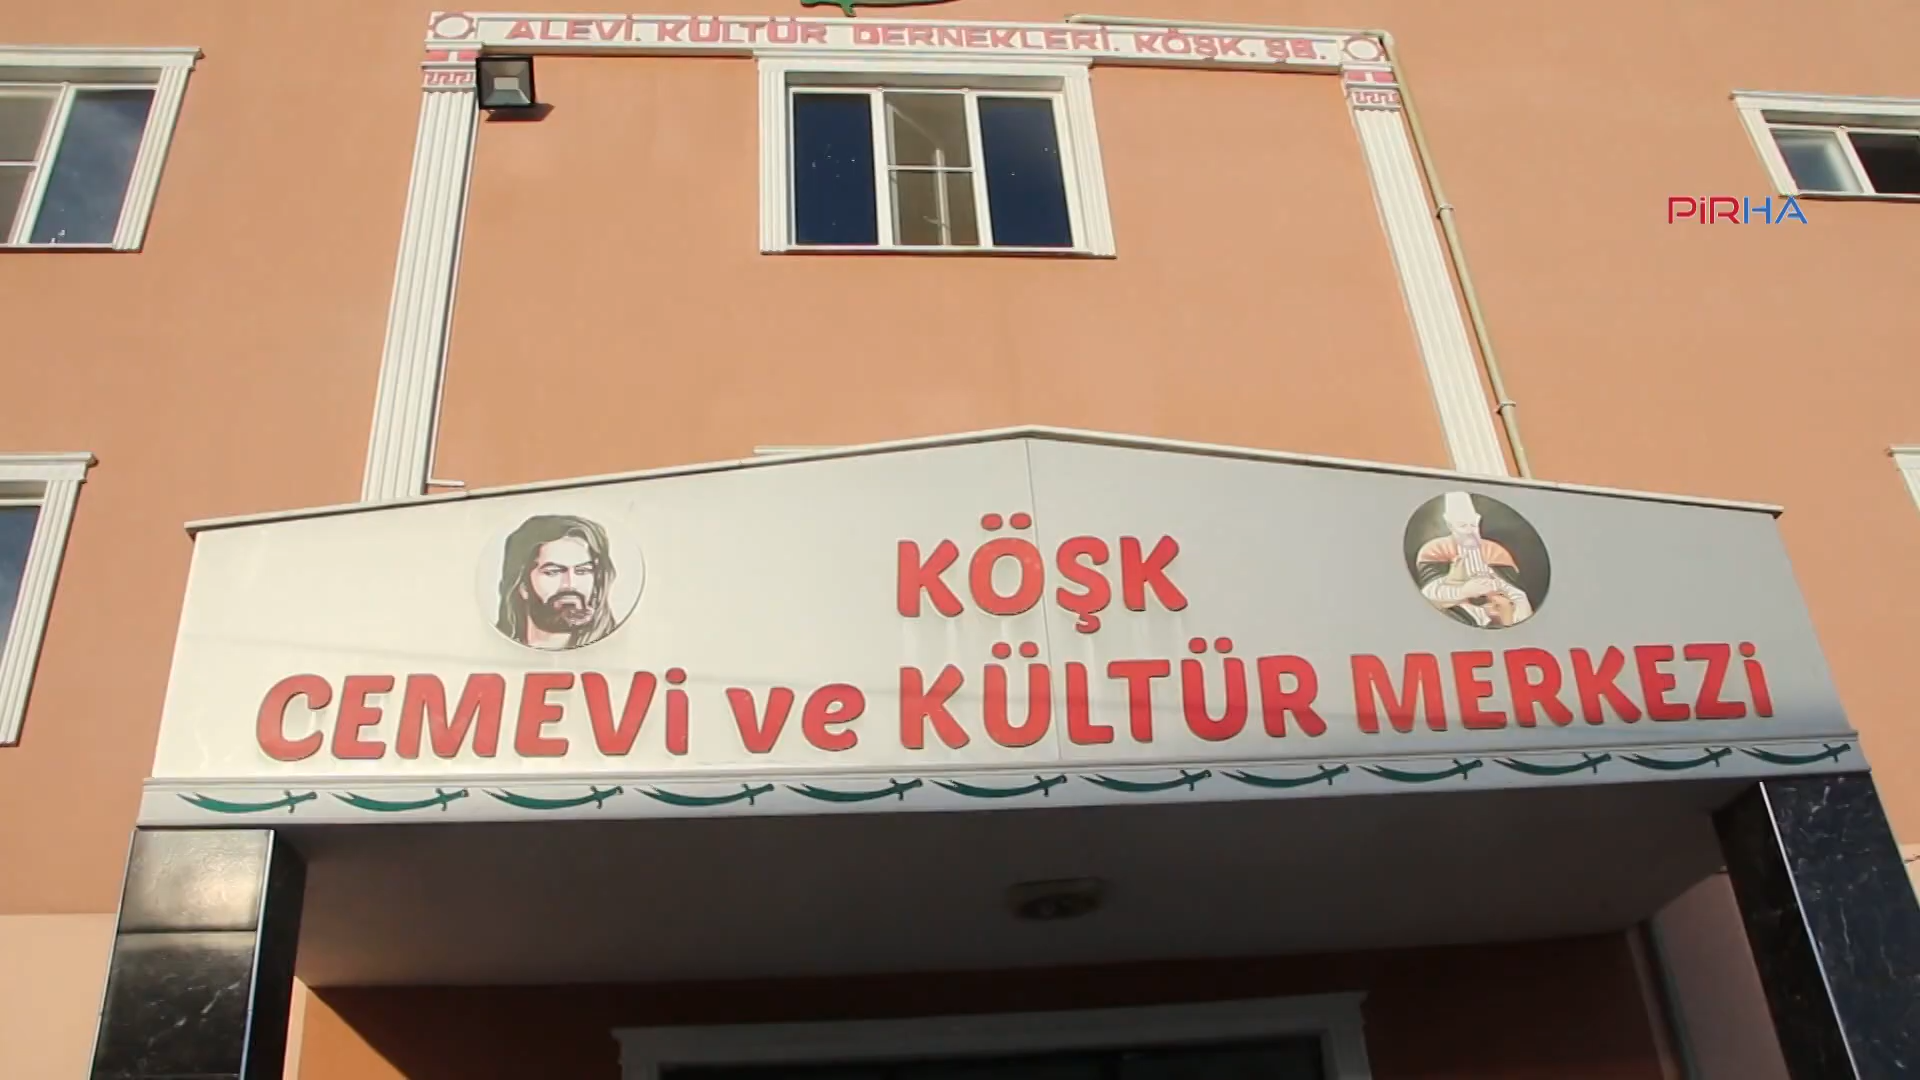 ALEVİ. KÜLTÜR DERNEKLERİ. KÖŞK. ŞB.
PİRHA
KÖŞK
CEMEVİ ve KÜLTÜR MERKEZİ